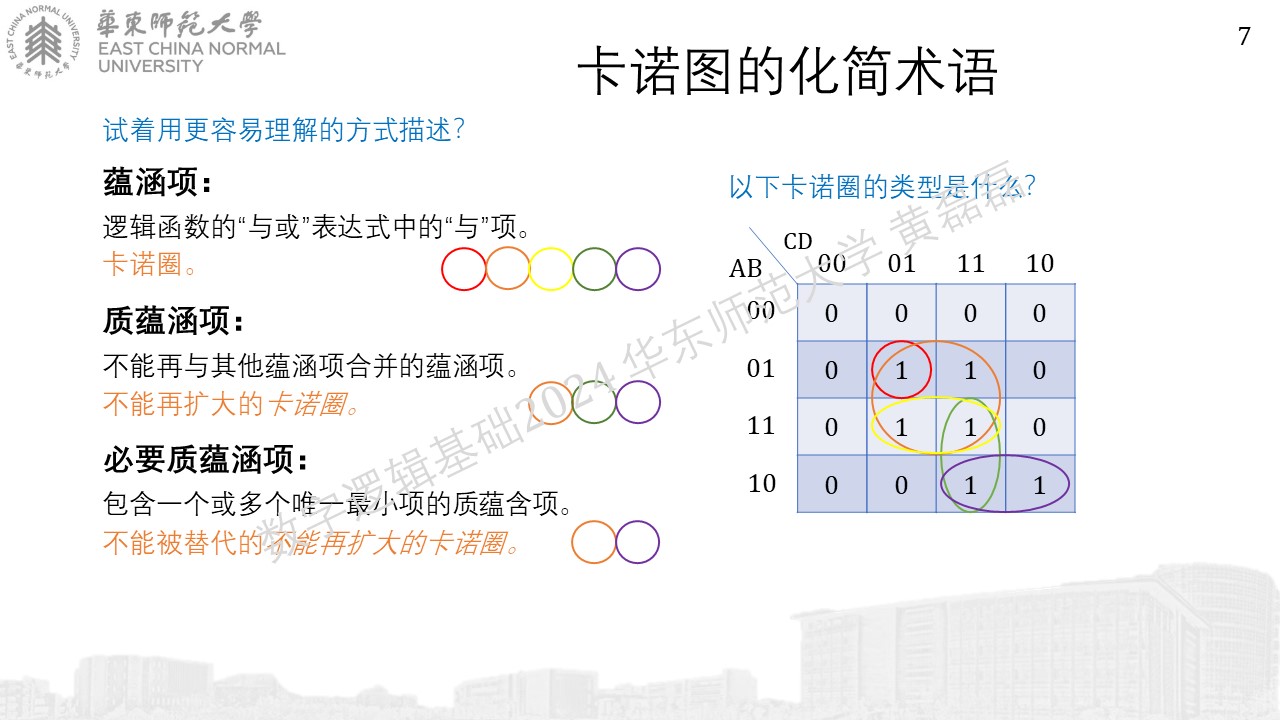 華東師範大學
EAST CHINA NORMAL
UNIVERSITY
EAST CHINA NORMAL UNIVERSITY
華東师范大學
7
卡诺图的化简术语
试着用更容易理解的方式描述？
蕴涵项：
逻辑函数的“与或”表达式中的“与”项。
卡诺圈。
质蕴涵项：
不能再与其他蕴涵项合并的蕴涵项。
不能再扩大的卡诺圈。
必要质蕴涵项：
包含一个或多个唯一最小项的质蕴含项。
不能被替代的不能再扩大的卡诺圈。
以下卡诺圈的类型是什么？
CD
AB 00 01 11 10
00 0 0 0 0
01 0 1 1 0
11 0 1 1 0
10 0 0 1 1
数字逻辑基础2024 华东师范大学 黄磊磊